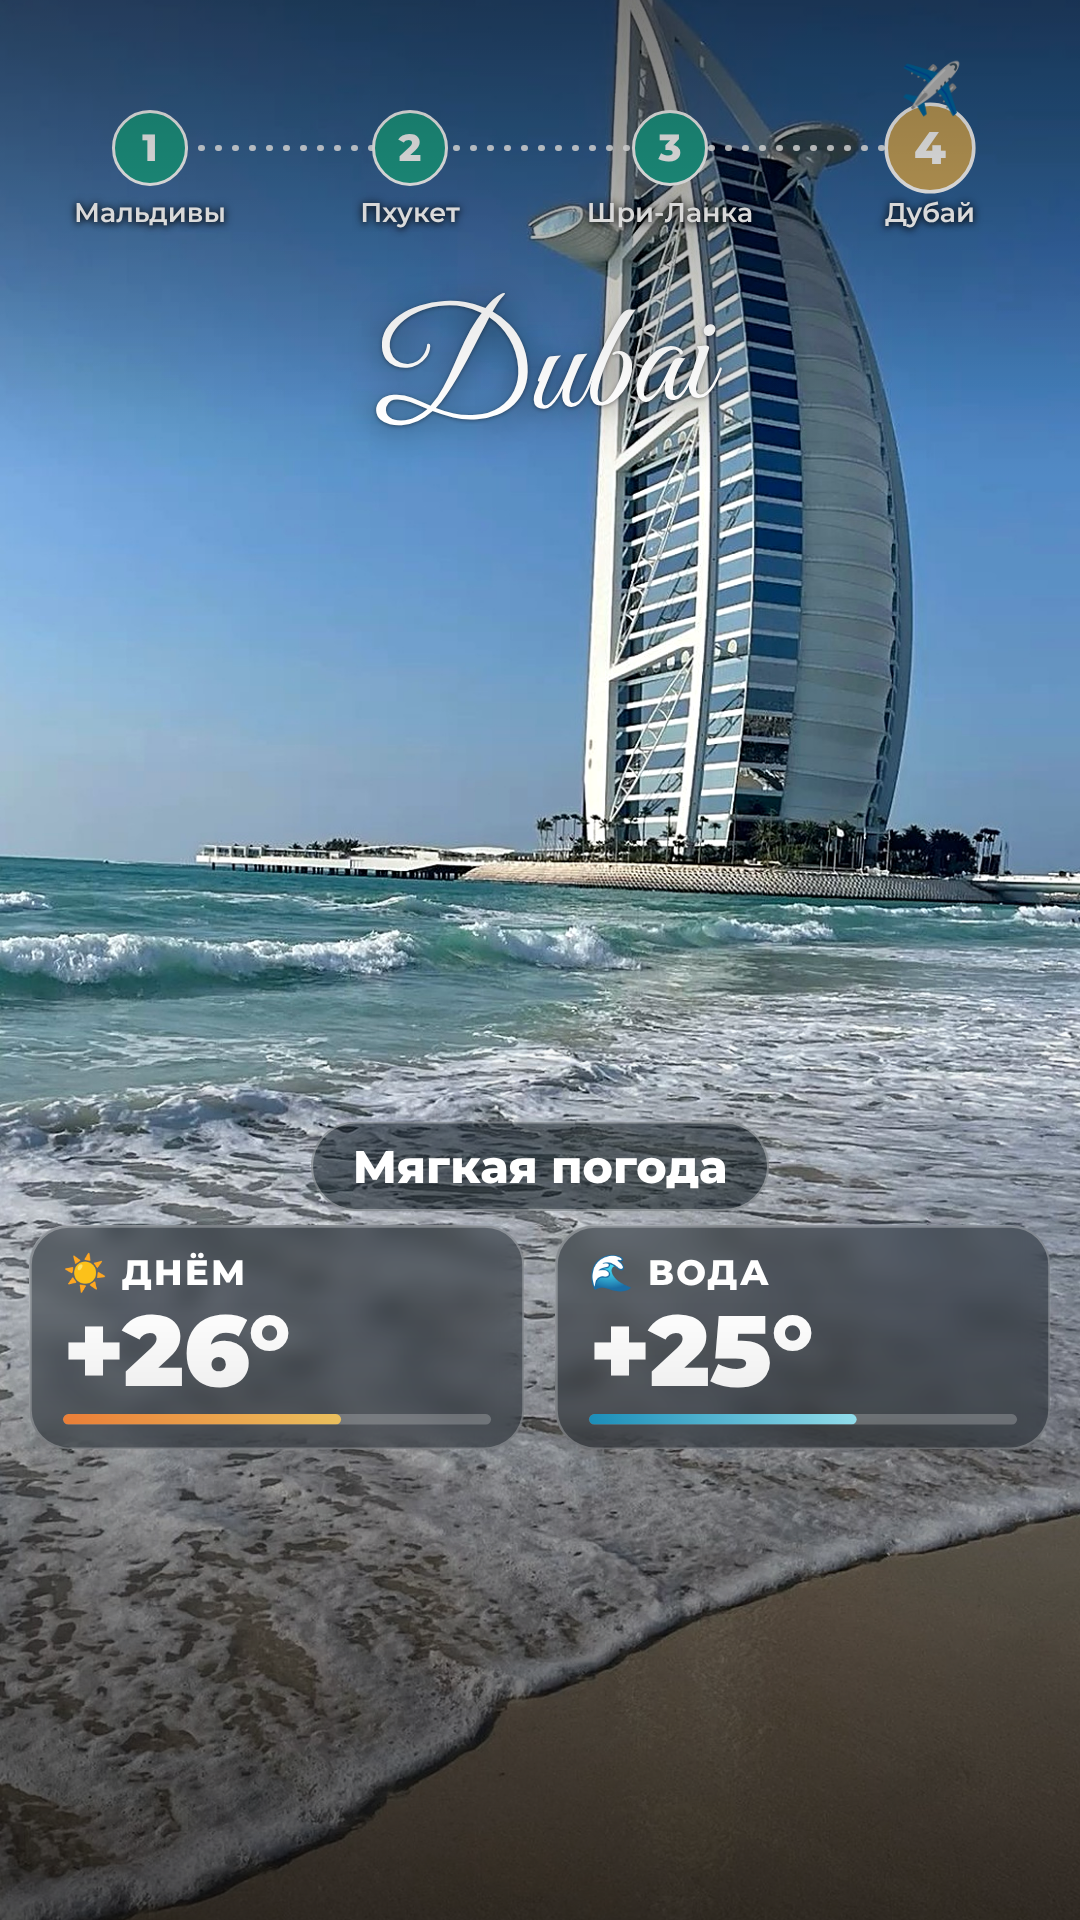 1
2
3
4
Мальдивы
Пхукет
Шри-Ланка
Дубай
Dubai
Мягкая погода
ДНЁМ
+26°
ВОДА
+25°